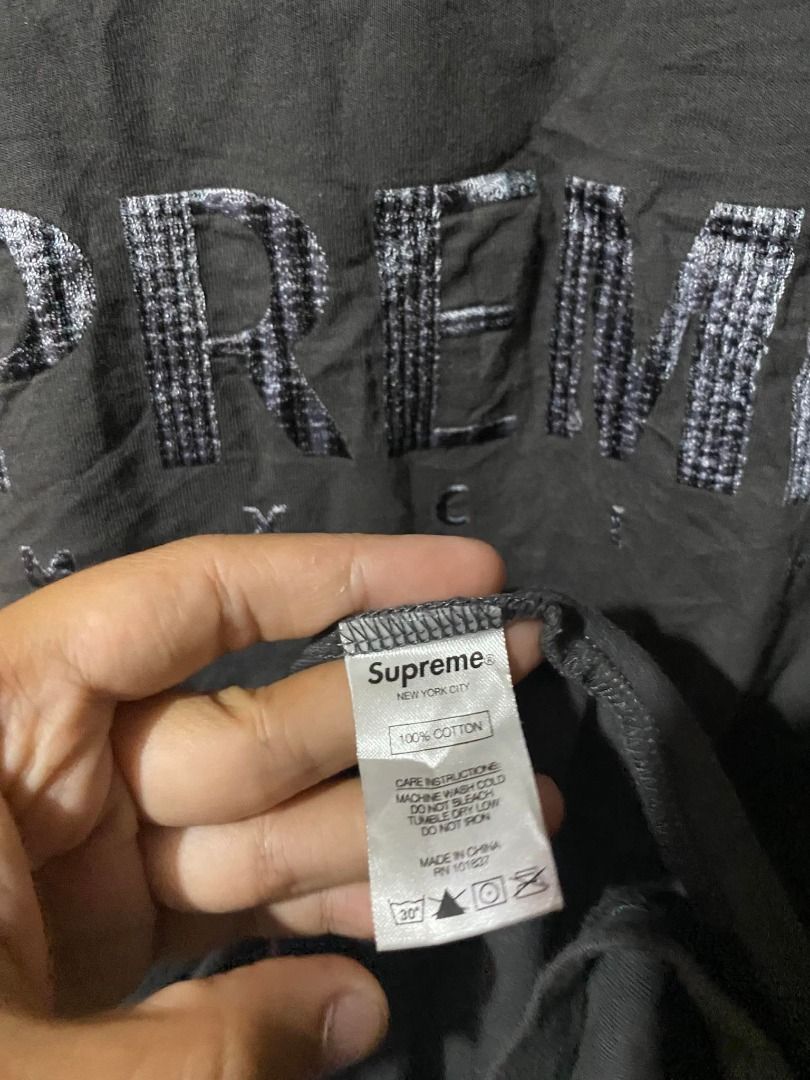 PREM
X C I
Supreme®
NEW YORK CITY
100% COTTON
CARE INSTRUCTIONS:
MACHINE WASH COLD
DO NOT BLEACH
TUMBLE DRY LOW
DO NOT IRON
MADE IN CHINA
RN 101837
30°